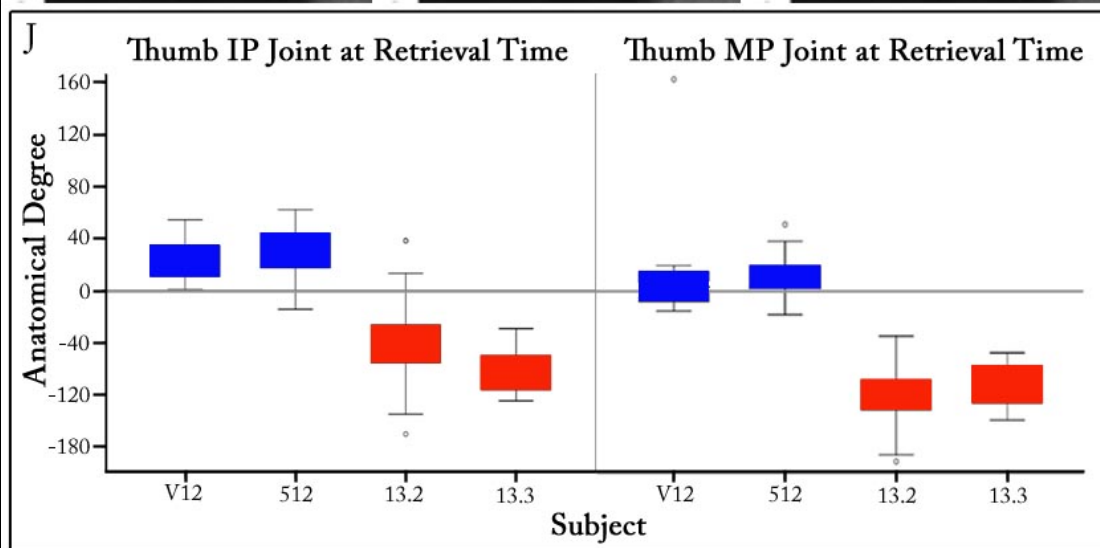 J
Thumb IP Joint at Retrieval Time
Thumb MP Joint at Retrieval Time
Anatomical Degree
160
120
80
40
0
-40
-120
-180
V12 512 13.2 13.3 V12 512 13.2 13.3
Subject